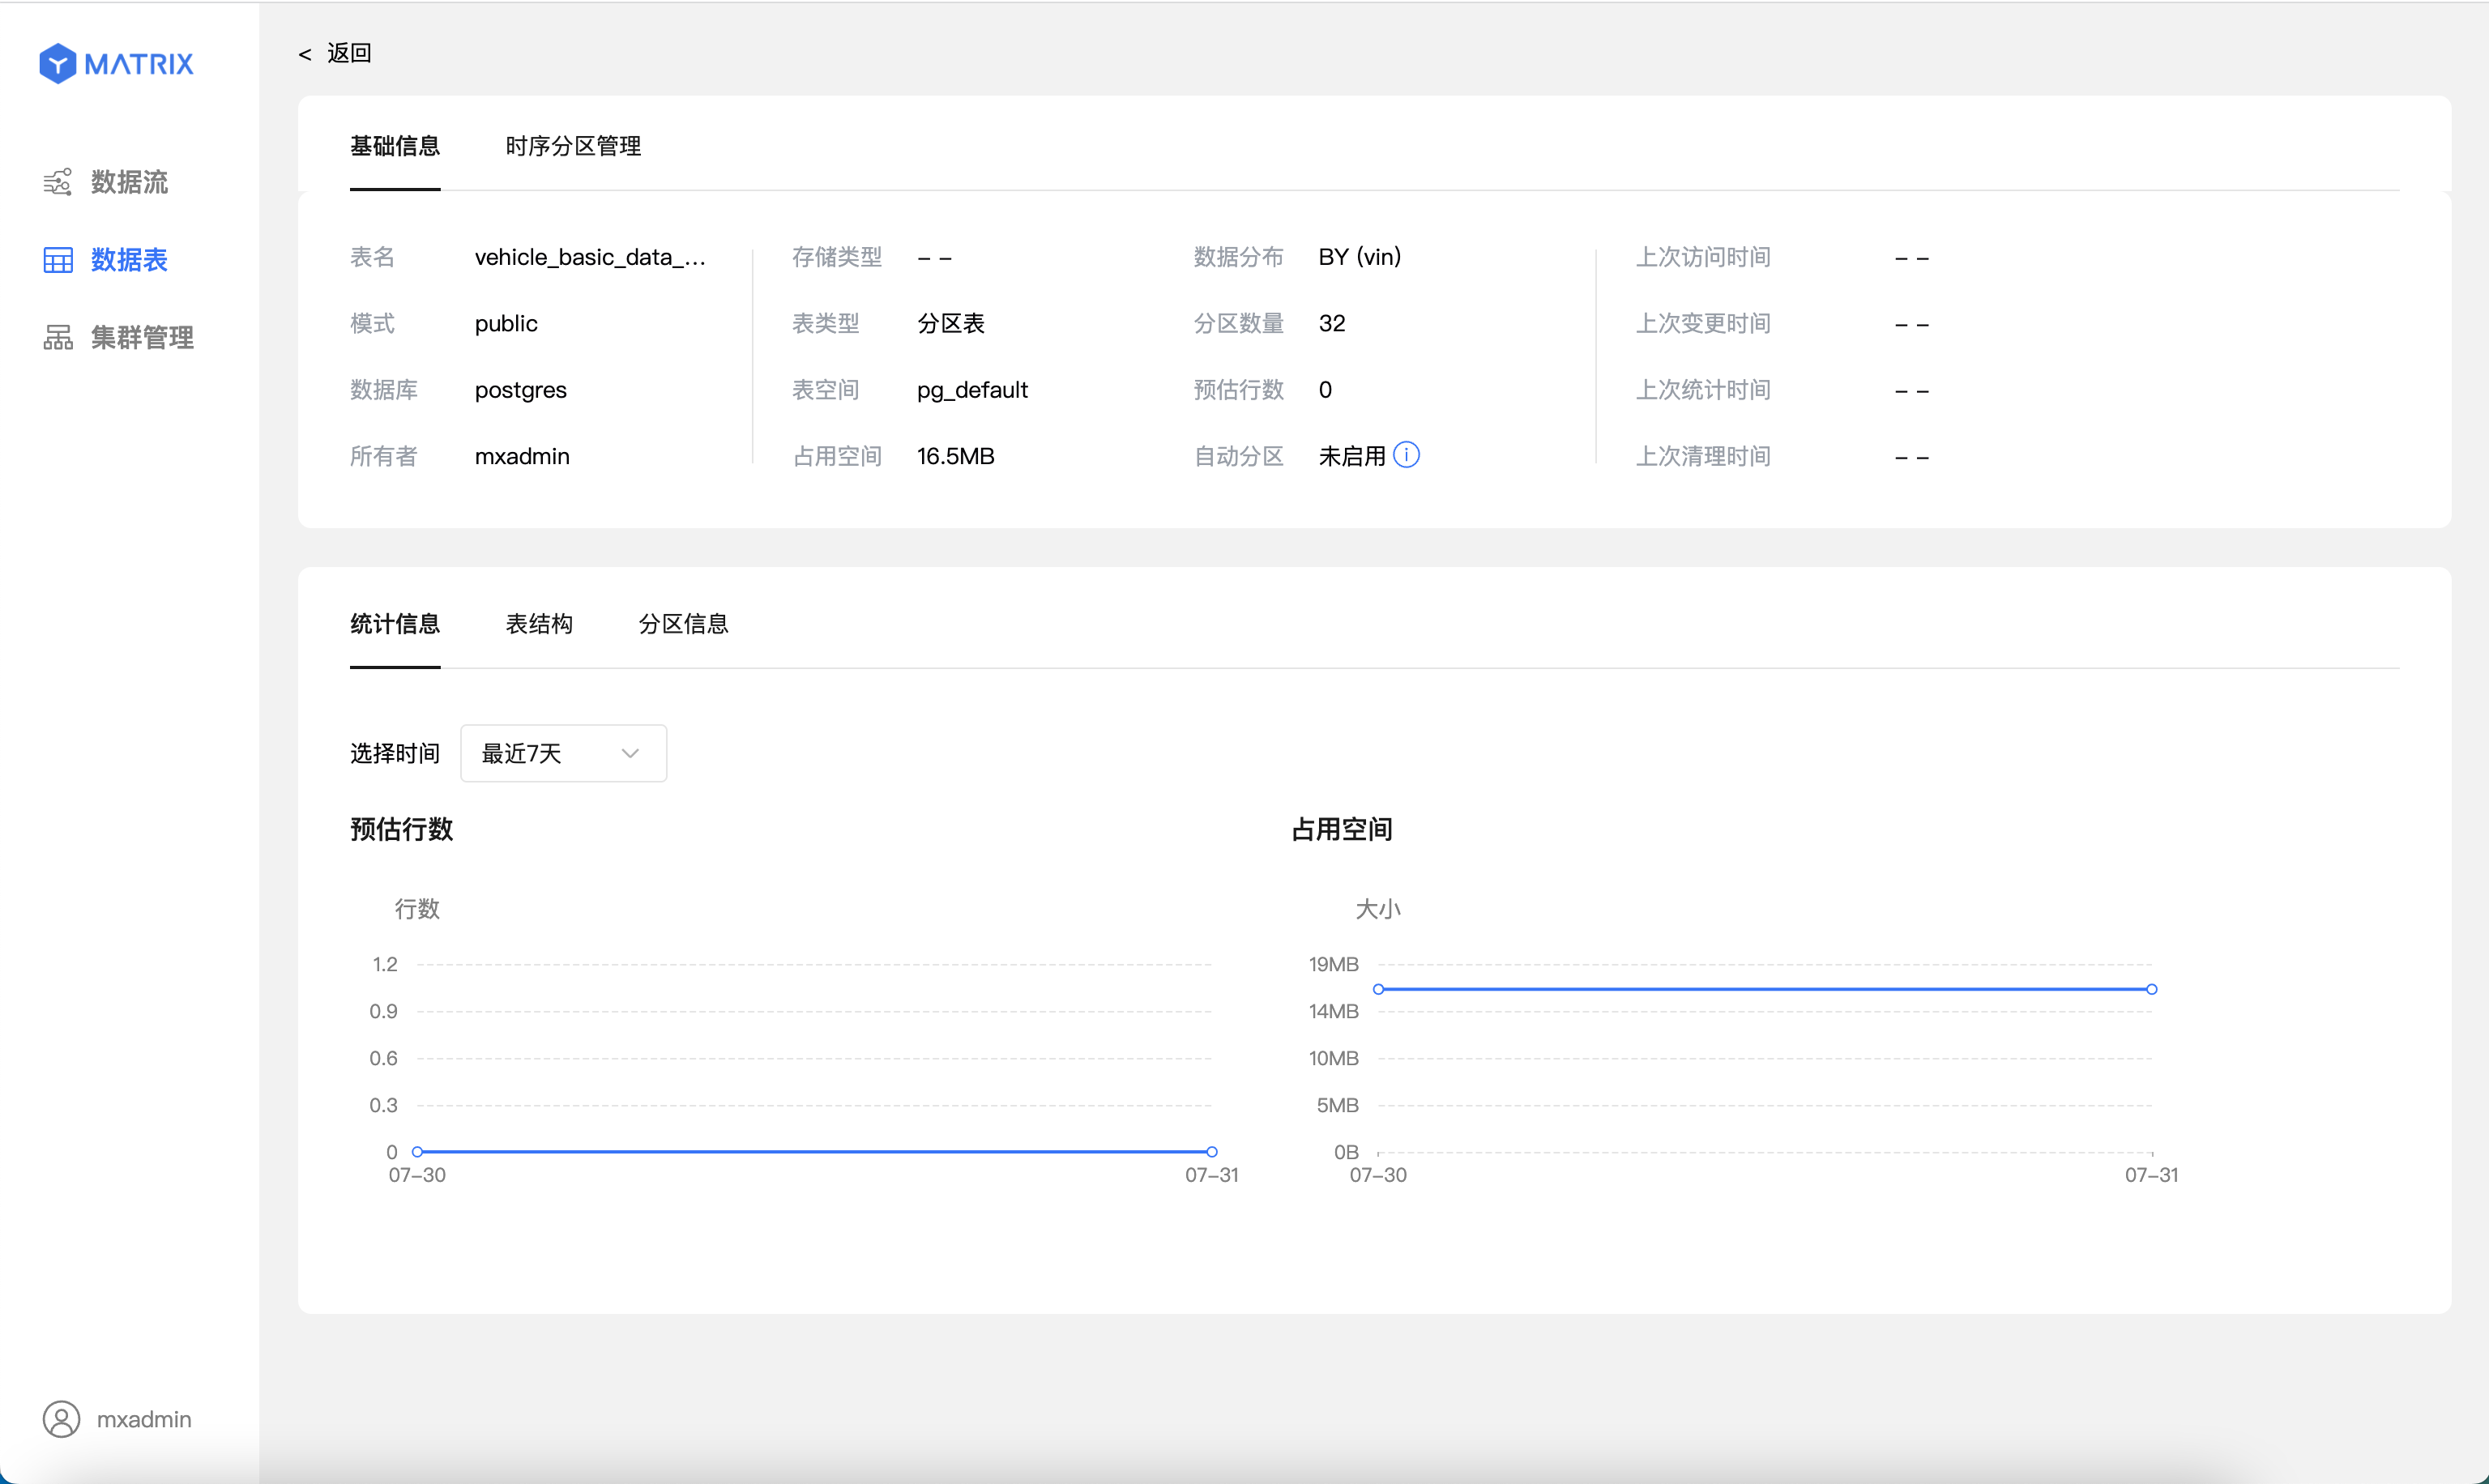 MATRIX
数据流
数据表
集群管理
mxadmin
< 返回
基础信息 时序分区管理
表名 vehicle_basic_data_... 存储类型 – – 数据分布 BY (vin) 上次访问时间 – –
模式 public 表类型 分区表 分区数量 32 上次变更时间 – –
数据库 postgres 表空间 pg_default 预估行数 0 上次统计时间 – –
所有者 mxadmin 占用空间 16.5MB 自动分区 未启用 上次清理时间 – –
统计信息 表结构 分区信息
选择时间 最近7天
预估行数
行数
1.2
0.9
0.6
0.3
0
07-30 07-31
占用空间
大小
19MB
14MB
10MB
5MB
0B
07-30 07-31